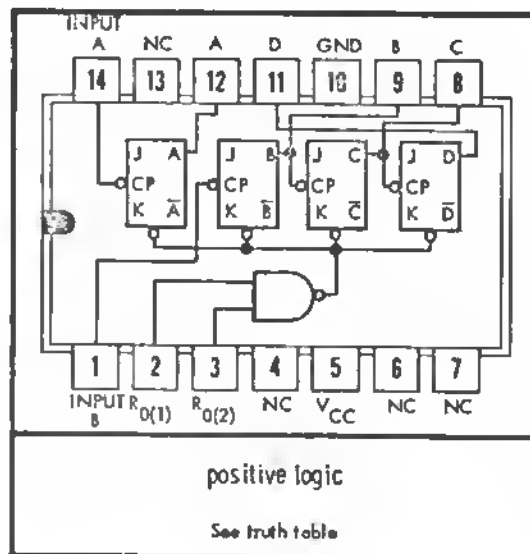 INPUT
A NC A D GND B C
14 13 12 11 10 9 8
J A J B J C J D
CP CP CP CP
K A̅ K B̅ K C̅ K D̅
1 2 3 4 5 6 7
INPUT R0(1) R0(2) NC VCC NC NC
B
positive logic
See truth table